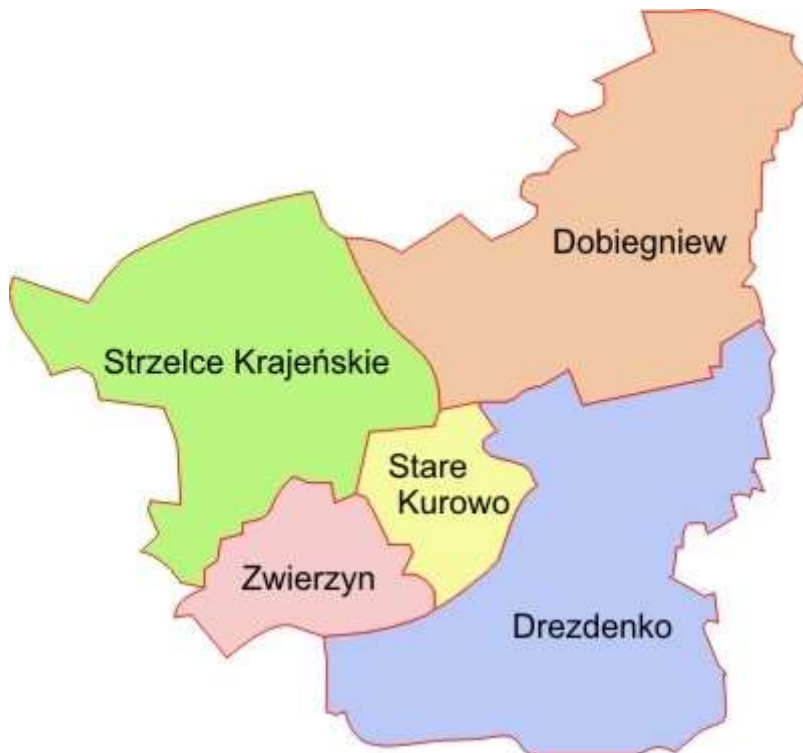 Dobiegniew
Strzelce Krajeńskie
Stare
Kurowo
Zwierzyn
Drezdenko